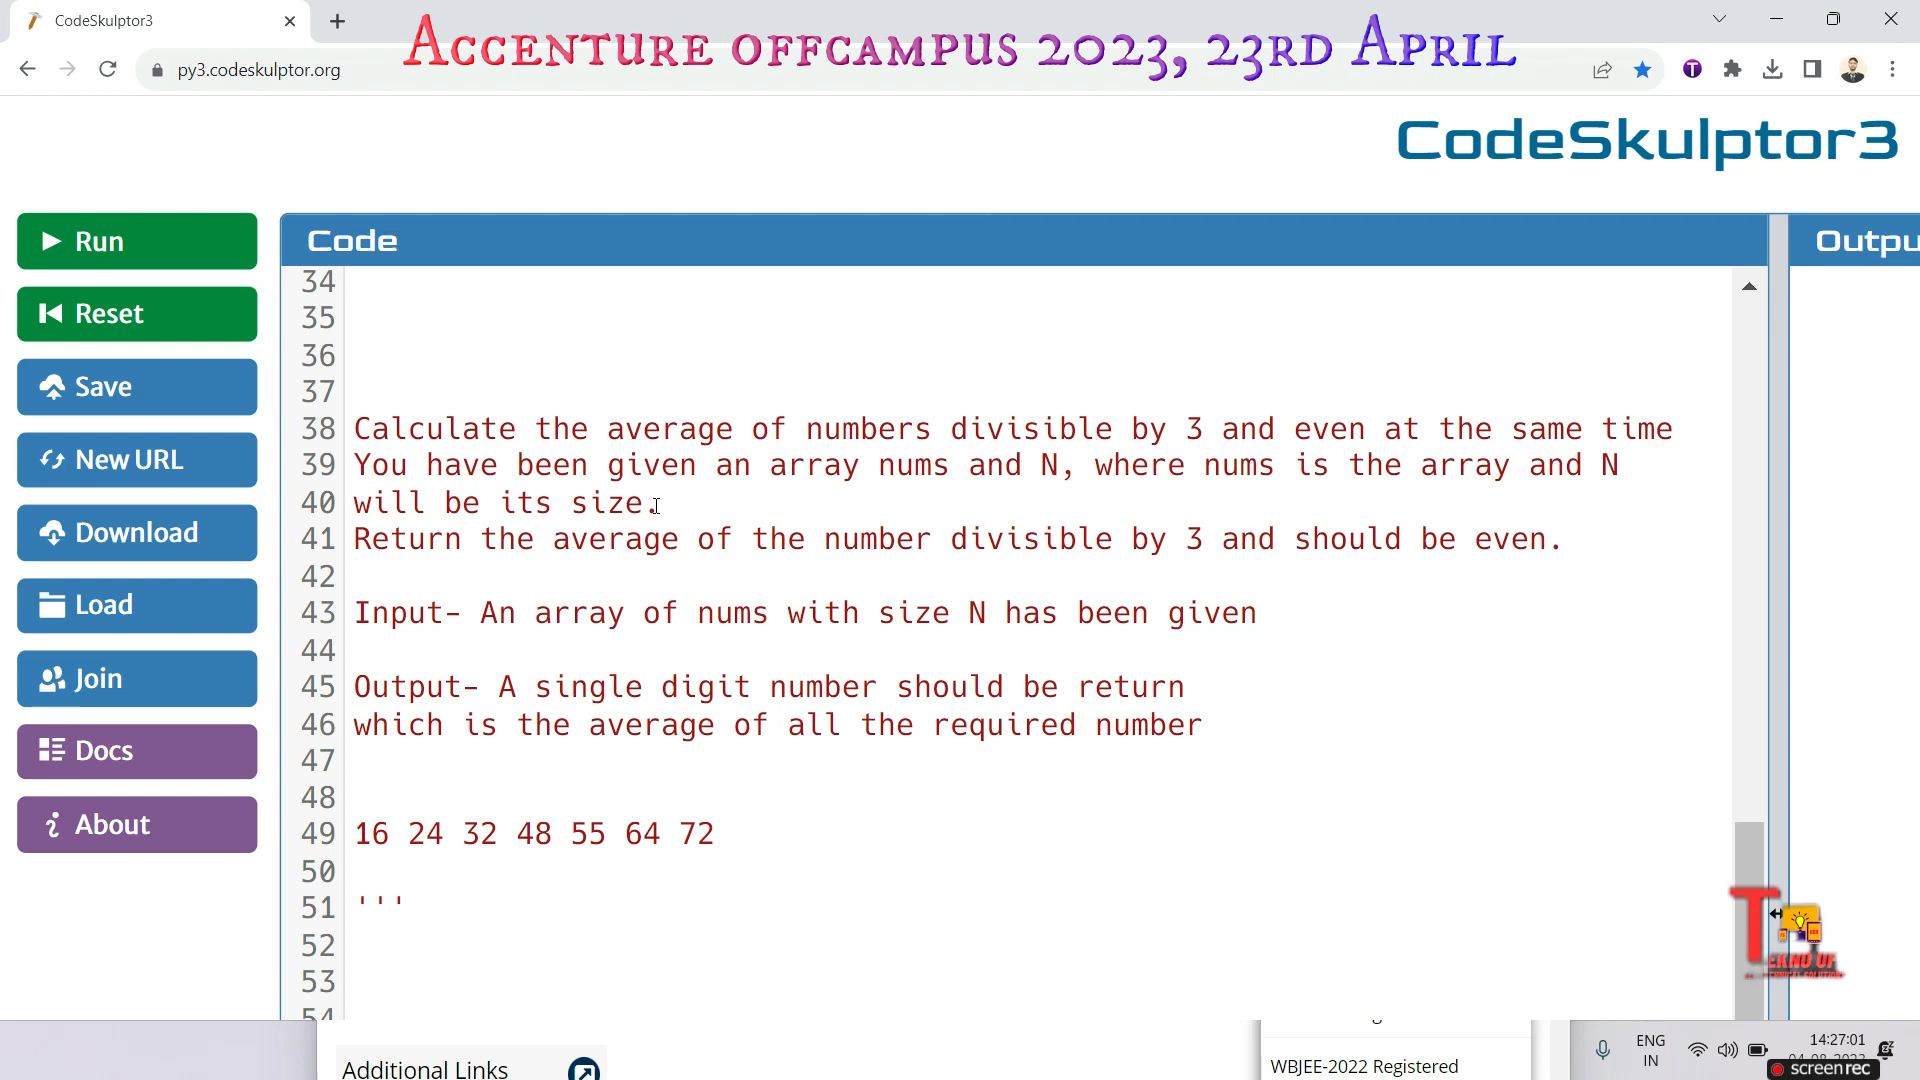 CodeSkulptor3
Accenture offcampus 2023, 23rd April
py3.codeskulptor.org
CodeSkulptor3
Run
Reset
Save
New URL
Download
Load
Join
Docs
About
Code
Outpu
34
35
36
37
38 Calculate the average of numbers divisible by 3 and even at the same time
39 You have been given an array nums and N, where nums is the array and N
40 will be its size.
41 Return the average of the number divisible by 3 and should be even.
42
43 Input- An array of nums with size N has been given
44
45 Output- A single digit number should be return
46 which is the average of all the required number
47
48
49 16 24 32 48 55 64 72
50
51 '''
52
53
54
Additional Links
WBJEE-2022 Registered
ENG
IN
14:27:01
screenrec